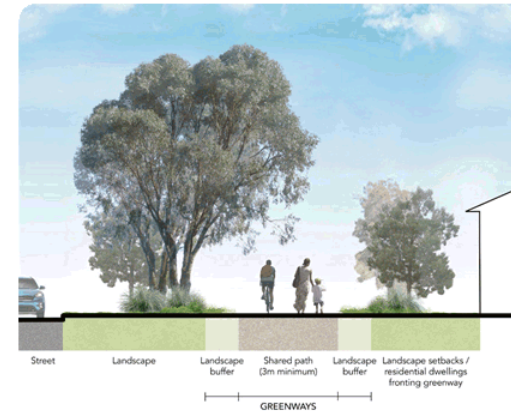 Street
Landscape
Landscape
buffer
Shared path
(3m minimum)
Landscape
buffer
Landscape setbacks /
residential dwellings
fronting greenway
GREENWAYS